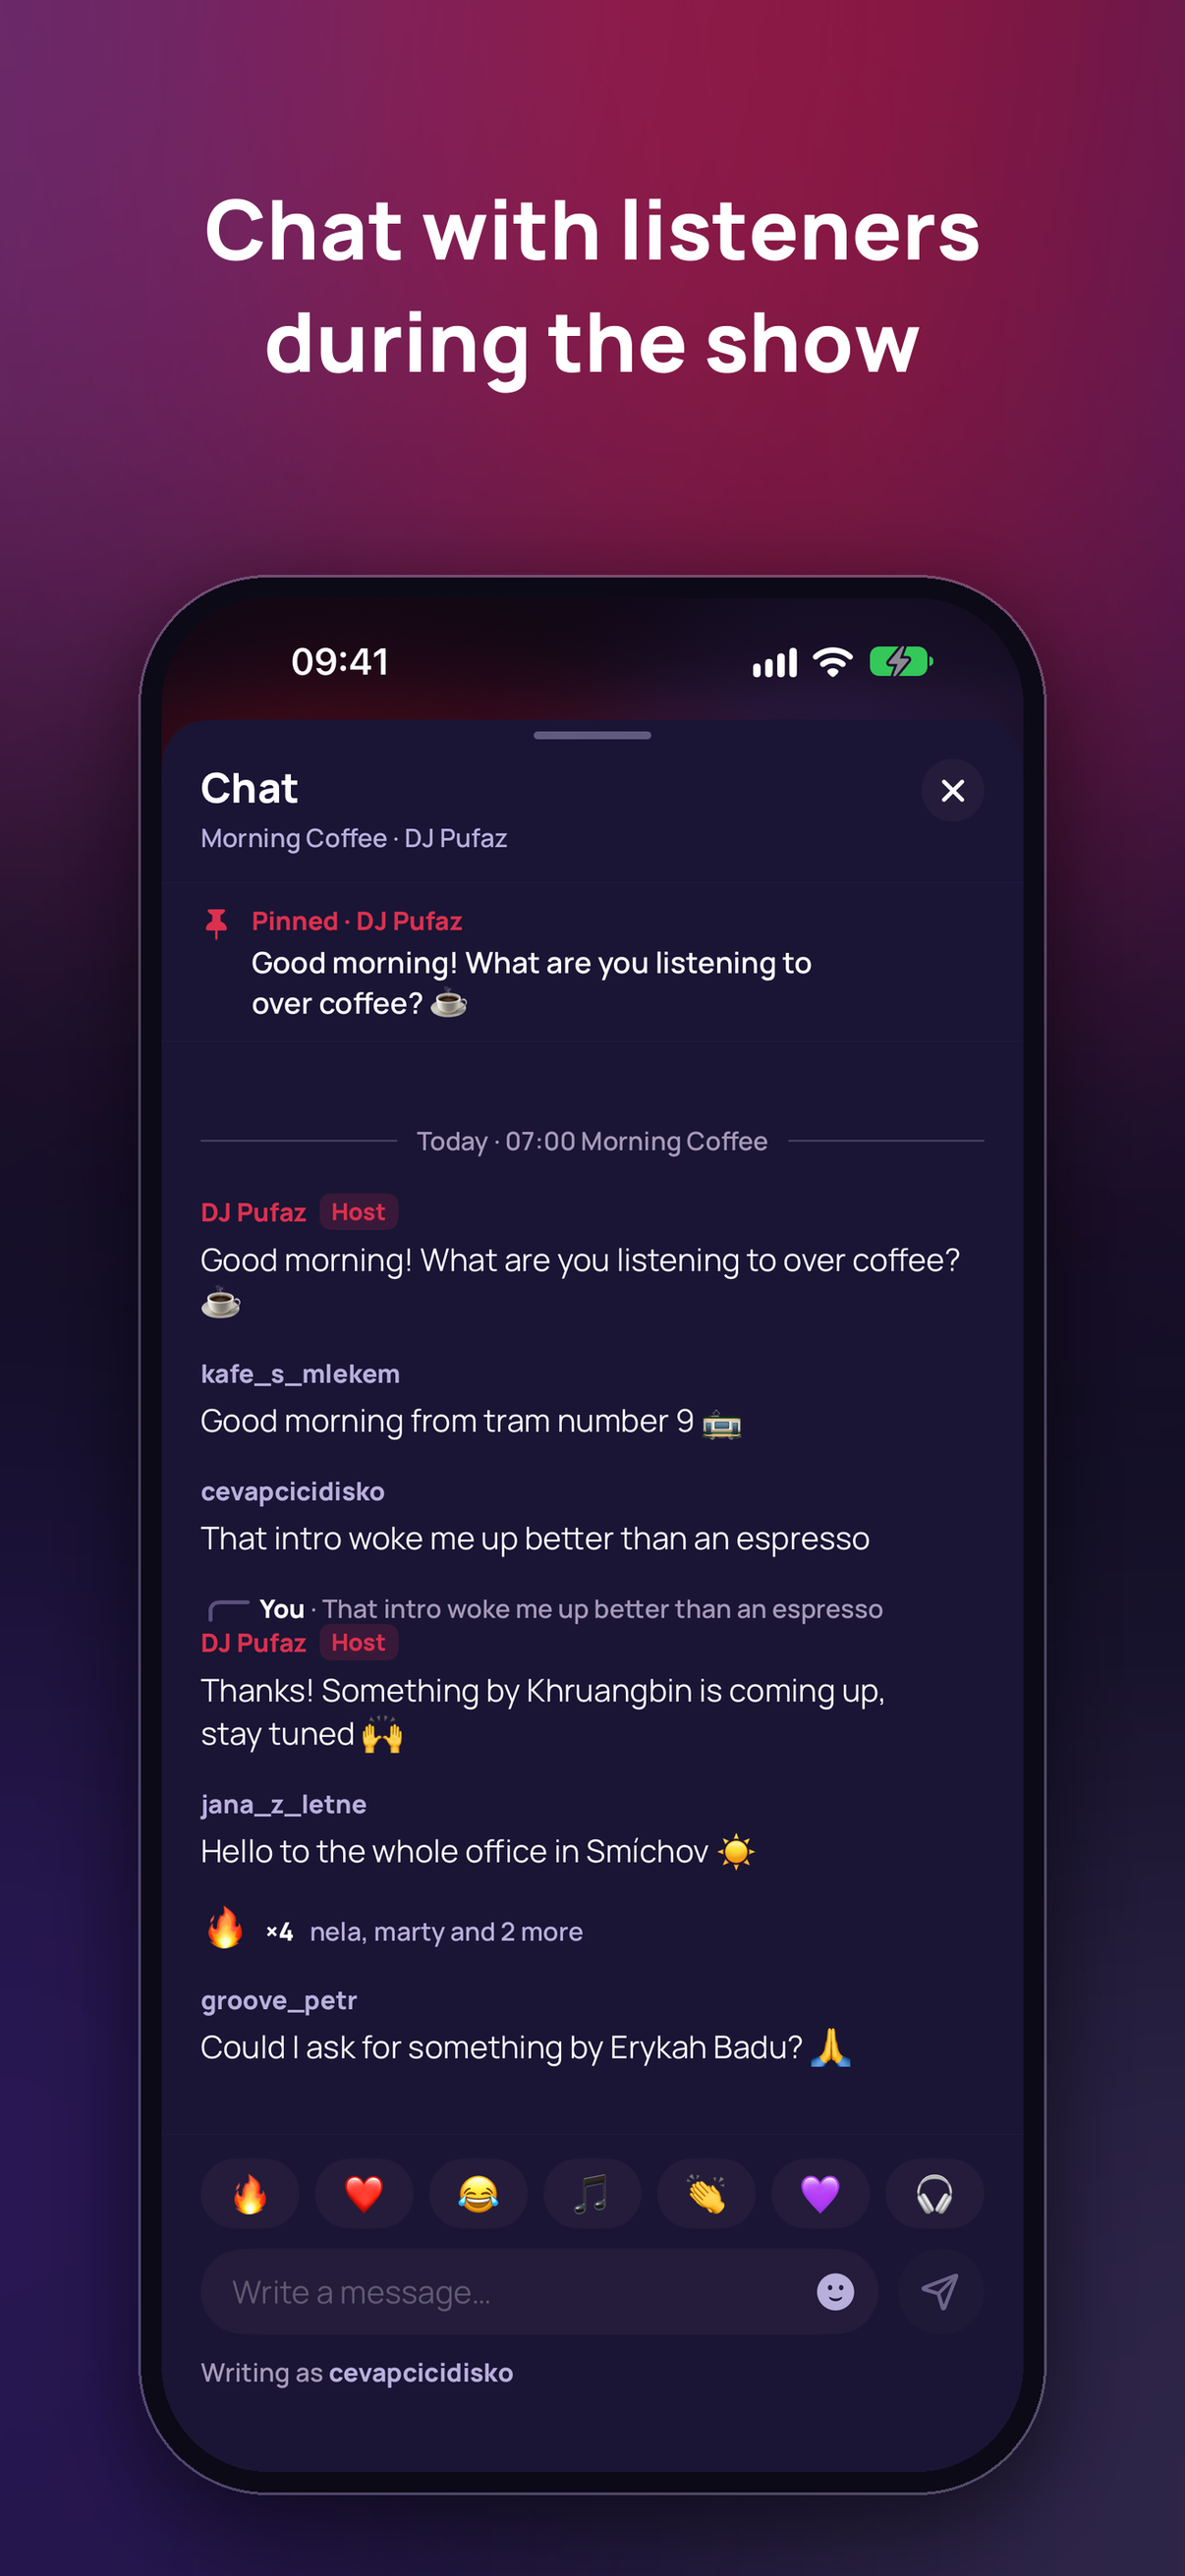 Chat with listeners
during the show
09:41
Chat
Morning Coffee · DJ Pufaz
Pinned · DJ Pufaz
Good morning! What are you listening to
over coffee? ☕
Today · 07:00 Morning Coffee
DJ Pufaz Host
Good morning! What are you listening to over coffee?
☕
kafe_s_mlekem
Good morning from tram number 9 🚋
cevapcicidisko
That intro woke me up better than an espresso
You · That intro woke me up better than an espresso
DJ Pufaz Host
Thanks! Something by Khruangbin is coming up,
stay tuned 🙌
jana_z_letne
Hello to the whole office in Smíchov ☀️
🔥 ×4 nela, marty and 2 more
groove_petr
Could I ask for something by Erykah Badu? 🙏
🔥 ❤️ 😂 🎵 👏 💜 🎧
Write a message...
Writing as cevapcicidisko